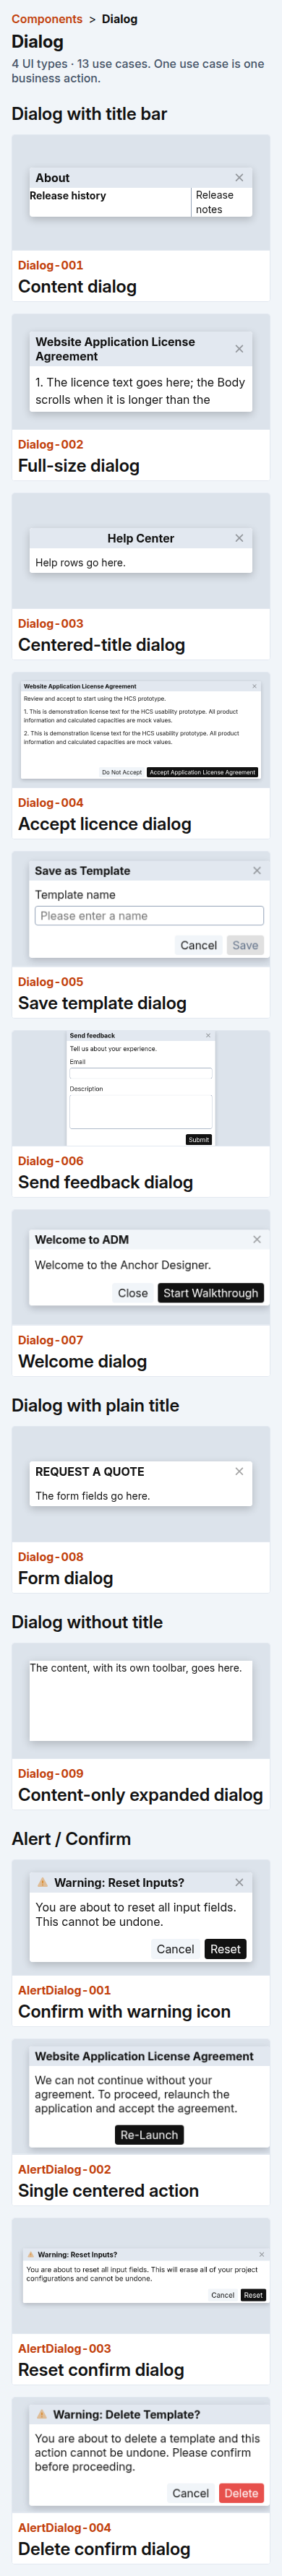 Components > Dialog
Dialog
4 UI types · 13 use cases. One use case is one
business action.
Dialog with title bar
About
Release history
Release
notes
Dialog-001
Content dialog
Website Application License
Agreement
1. The licence text goes here; the Body
scrolls when it is longer than the
Dialog-002
Full-size dialog
Help Center
Help rows go here.
Dialog-003
Centered-title dialog
Website Application License Agreement
Review and accept to start using the HCS prototype.
1. This is demonstration license text for the HCS usability prototype. All product
information and calculated capacities are mock values.
2. This is demonstration license text for the HCS usability prototype. All product
information and calculated capacities are mock values.
Do Not Accept
Accept Application License Agreement
Dialog-004
Accept licence dialog
Save as Template
Template name
Please enter a name
Cancel
Save
Dialog-005
Save template dialog
Send feedback
Tell us about your experience.
Email
Description
Submit
Dialog-006
Send feedback dialog
Welcome to ADM
Welcome to the Anchor Designer.
Close
Start Walkthrough
Dialog-007
Welcome dialog
Dialog with plain title
REQUEST A QUOTE
The form fields go here.
Dialog-008
Form dialog
Dialog without title
The content, with its own toolbar, goes here.
Dialog-009
Content-only expanded dialog
Alert / Confirm
Warning: Reset Inputs?
You are about to reset all input fields.
This cannot be undone.
Cancel
Reset
AlertDialog-001
Confirm with warning icon
Website Application License Agreement
We can not continue without your
agreement. To proceed, relaunch the
application and accept the agreement.
Re-Launch
AlertDialog-002
Single centered action
Warning: Reset Inputs?
You are about to reset all input fields. This will erase all of your project
configurations and cannot be undone.
Cancel
Reset
AlertDialog-003
Reset confirm dialog
Warning: Delete Template?
You are about to delete a template and this
action cannot be undone. Please confirm
before proceeding.
Cancel
Delete
AlertDialog-004
Delete confirm dialog